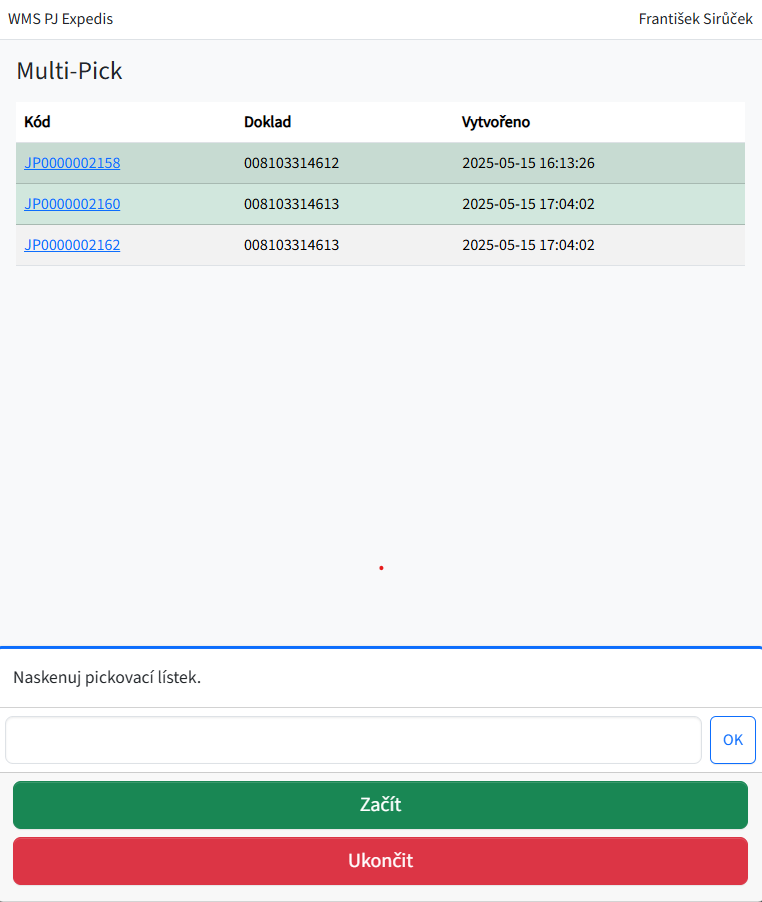 WMS PJ Expedis František Sirůček
Multi-Pick
Kód Doklad Vytvořeno
JP0000002158 008103314612 2025-05-15 16:13:26
JP0000002160 008103314613 2025-05-15 17:04:02
JP0000002162 008103314613 2025-05-15 17:04:02
Naskenuj pickovací lístek.
OK
Začít
Ukončit